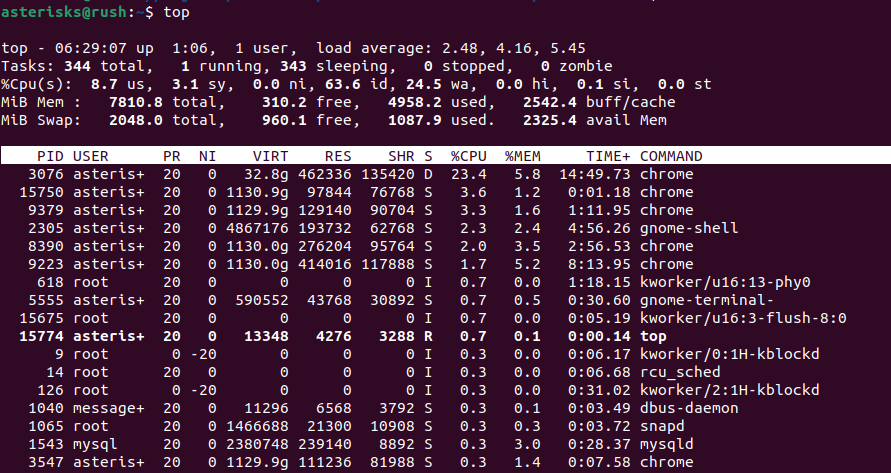 asterisks@rush:~$ top
top - 06:29:07 up  1:06,  1 user,  load average: 2.48, 4.16, 5.45
Tasks: 344 total,   1 running, 343 sleeping,   0 stopped,   0 zombie
%Cpu(s):  8.7 us,  3.1 sy,  0.0 ni, 63.6 id, 24.5 wa,  0.0 hi,  0.1 si,  0.0 st
MiB Mem :   7810.8 total,    310.2 free,   4958.2 used,   2542.4 buff/cache
MiB Swap:   2048.0 total,    960.1 free,   1087.9 used.   2325.4 avail Mem
PID USER      PR  NI    VIRT    RES    SHR S  %CPU  %MEM     TIME+ COMMAND
3076 asteris+  20   0   32.8g 462336 135420 D  23.4   5.8  14:49.73 chrome
15750 asteris+  20   0 1130.9g  97844  76768 S   3.6   1.2   0:01.18 chrome
9379 asteris+  20   0 1129.9g 129140  90704 S   3.3   1.6   1:11.95 chrome
2305 asteris+  20   0 4867176 193732  62768 S   2.3   2.4   4:56.26 gnome-shell
8390 asteris+  20   0 1130.0g 276204  95764 S   2.0   3.5   2:56.53 chrome
9223 asteris+  20   0 1130.0g 414016 117888 S   1.7   5.2   8:13.95 chrome
618 root      20   0       0      0      0 I   0.7   0.0   1:18.15 kworker/u16:13-phy0
5555 asteris+  20   0  590552  43768  30892 S   0.7   0.5   0:30.60 gnome-terminal-
15675 root      20   0       0      0      0 I   0.7   0.0   0:05.19 kworker/u16:3-flush-8:0
15774 asteris+  20   0   13348   4276   3288 R   0.7   0.1   0:00.14 top
9 root       0 -20       0      0      0 I   0.3   0.0   0:06.17 kworker/0:1H-kblockd
14 root      20   0       0      0      0 I   0.3   0.0   0:06.68 rcu_sched
126 root       0 -20       0      0      0 I   0.3   0.0   0:31.02 kworker/2:1H-kblockd
1040 message+  20   0   11296   6568   3792 S   0.3   0.1   0:03.49 dbus-daemon
1065 root      20   0 1466688  21300  10908 S   0.3   0.3   0:03.72 snapd
1543 mysql     20   0 2380748 239140   8892 S   0.3   3.0   0:28.37 mysqld
3547 asteris+  20   0 1129.9g 111236  81988 S   0.3   1.4   0:07.58 chrome